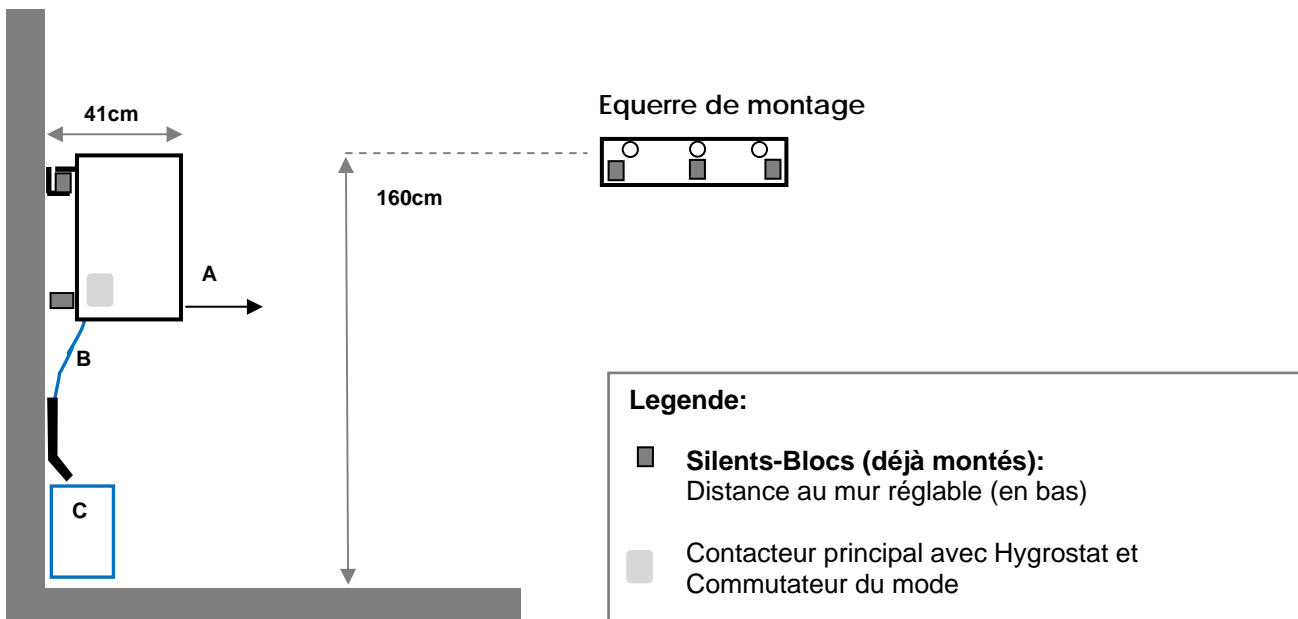 41cm
Equerre de montage
160cm
A
B
C
Legende:
Silents-Blocs (déjà montés):
Distance au mur réglable (en bas)
Contacteur principal avec Hygrostat et
Commutateur du mode